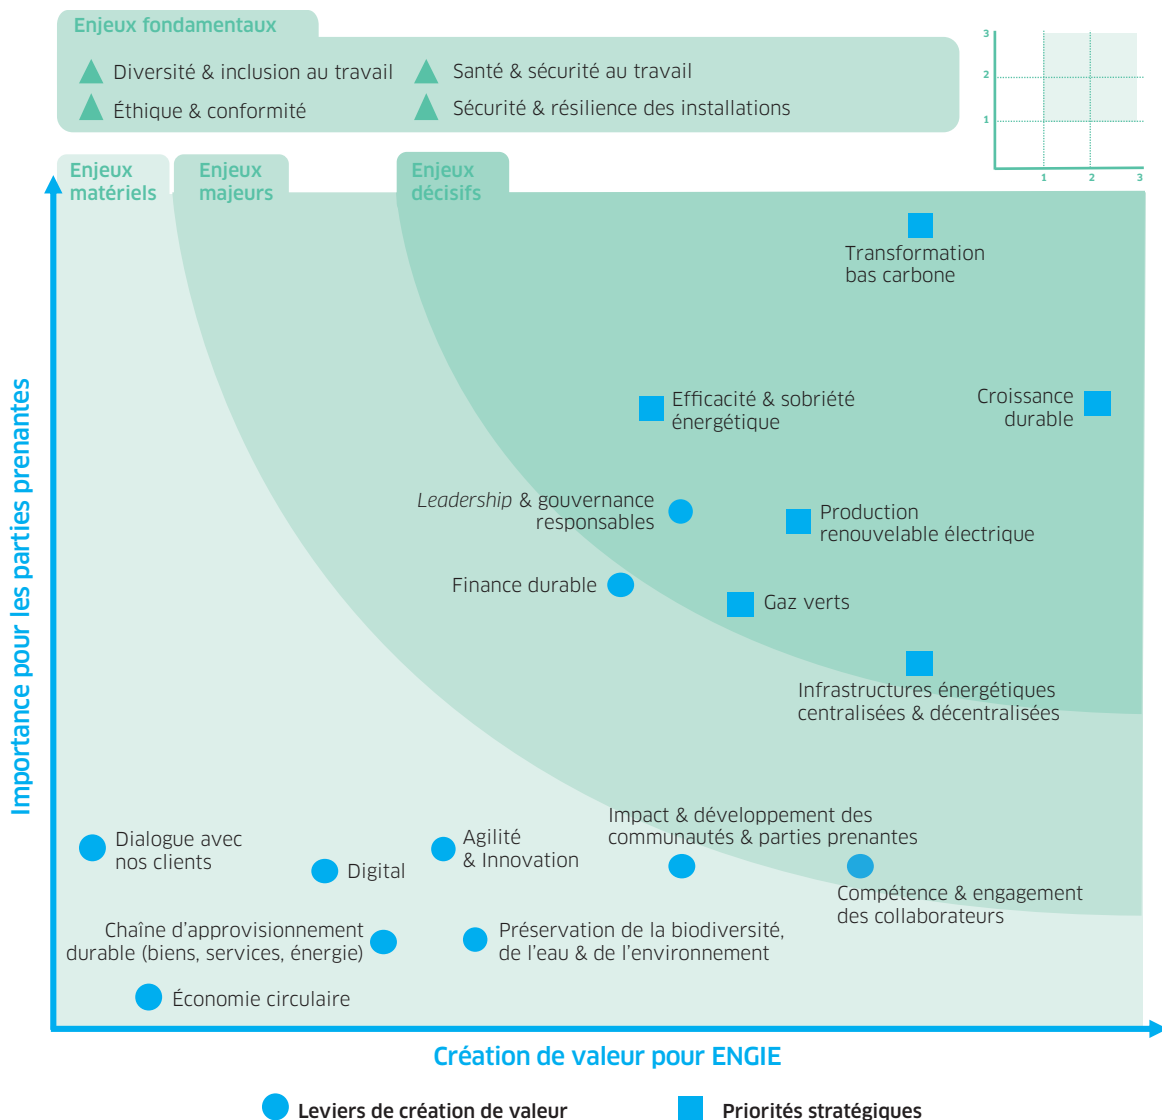 Enjeux fondamentaux
Diversité & inclusion au travail
Santé & sécurité au travail
Éthique & conformité
Sécurité & résilience des installations
3
2
1
1
2
3
Enjeux
matériels
Enjeux
majeurs
Enjeux
décisifs
Transformation
bas carbone
Efficacité & sobriété
énergétique
Croissance
durable
Leadership & gouvernance
responsables
Production
renouvelable électrique
Finance durable
Gaz verts
Infrastructures énergétiques
centralisées & décentralisées
Impact & développement des
communautés & parties prenantes
Dialogue avec
nos clients
Agilité
& Innovation
Digital
Compétence & engagement
des collaborateurs
Chaîne d'approvisionnement
durable (biens, services, énergie)
Préservation de la biodiversité,
de l'eau & de l'environnement
Économie circulaire
Importance pour les parties prenantes
Création de valeur pour ENGIE
Leviers de création de valeur
Priorités stratégiques